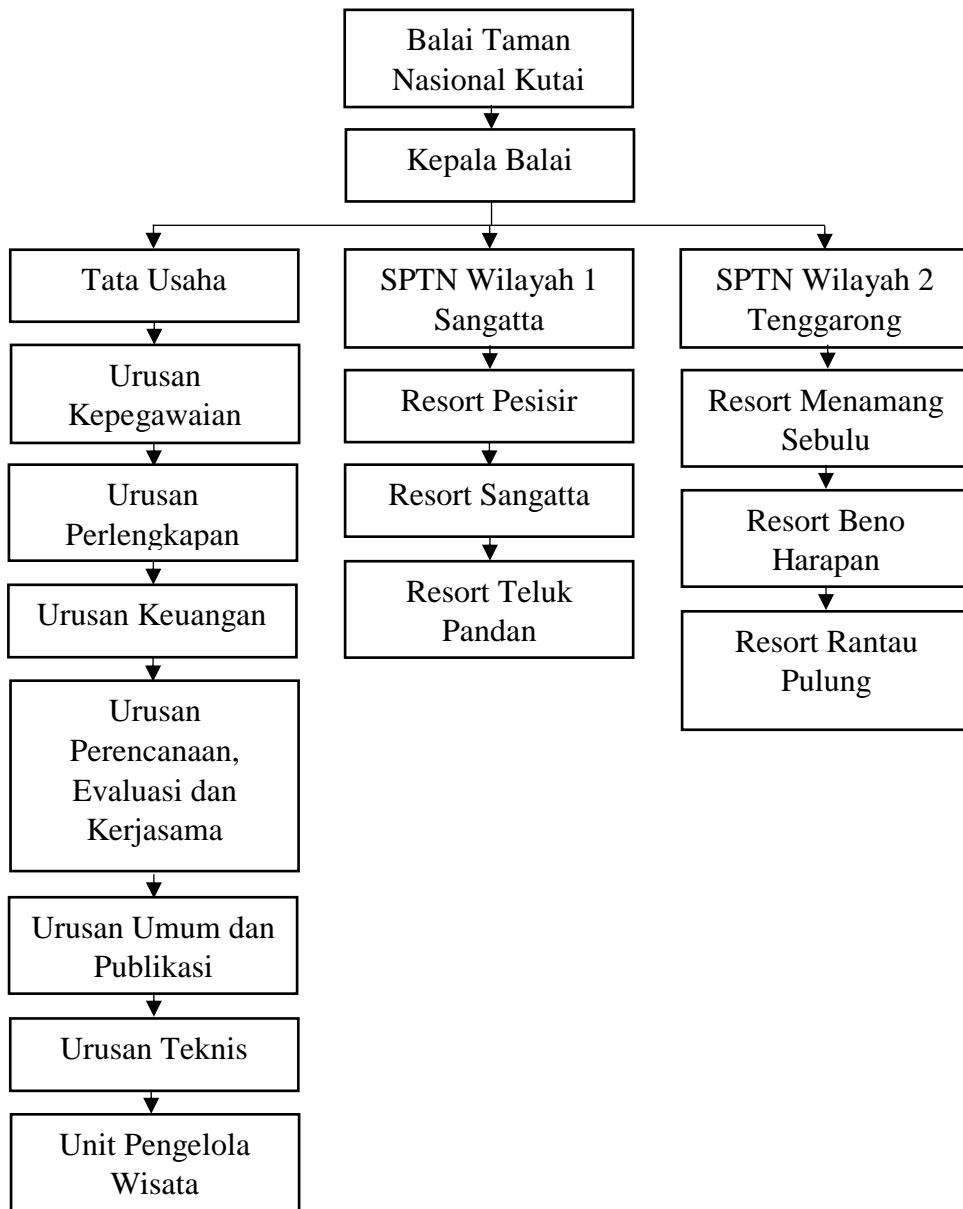 Balai Taman
Nasional Kutai
Kepala Balai
Tata Usaha
Urusan
Kepegawaian
Urusan
Perlengkapan
Urusan Keuangan
Urusan
Perencanaan,
Evaluasi dan
Kerjasama
Urusan Umum dan
Publikasi
Urusan Teknis
Unit Pengelola
Wisata
SPTN Wilayah 1
Sangatta
Resort Pesisir
Resort Sangatta
Resort Teluk
Pandan
SPTN Wilayah 2
Tenggarong
Resort Menamang
Sebulu
Resort Beno
Harapan
Resort Rantau
Pulung